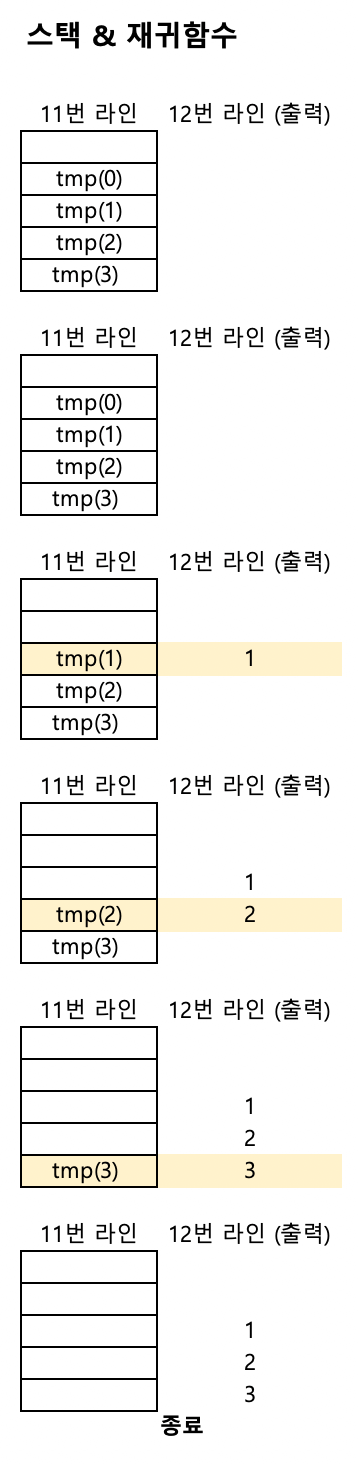 스택 & 재귀함수
11번 라인 12번 라인 (출력)
tmp(0)
tmp(1)
tmp(2)
tmp(3)
11번 라인 12번 라인 (출력)
tmp(0)
tmp(1)
tmp(2)
tmp(3)
11번 라인 12번 라인 (출력)
tmp(1) 1
tmp(2)
tmp(3)
11번 라인 12번 라인 (출력)
1
tmp(2) 2
tmp(3)
11번 라인 12번 라인 (출력)
1
2
tmp(3) 3
11번 라인 12번 라인 (출력)
1
2
3
종료